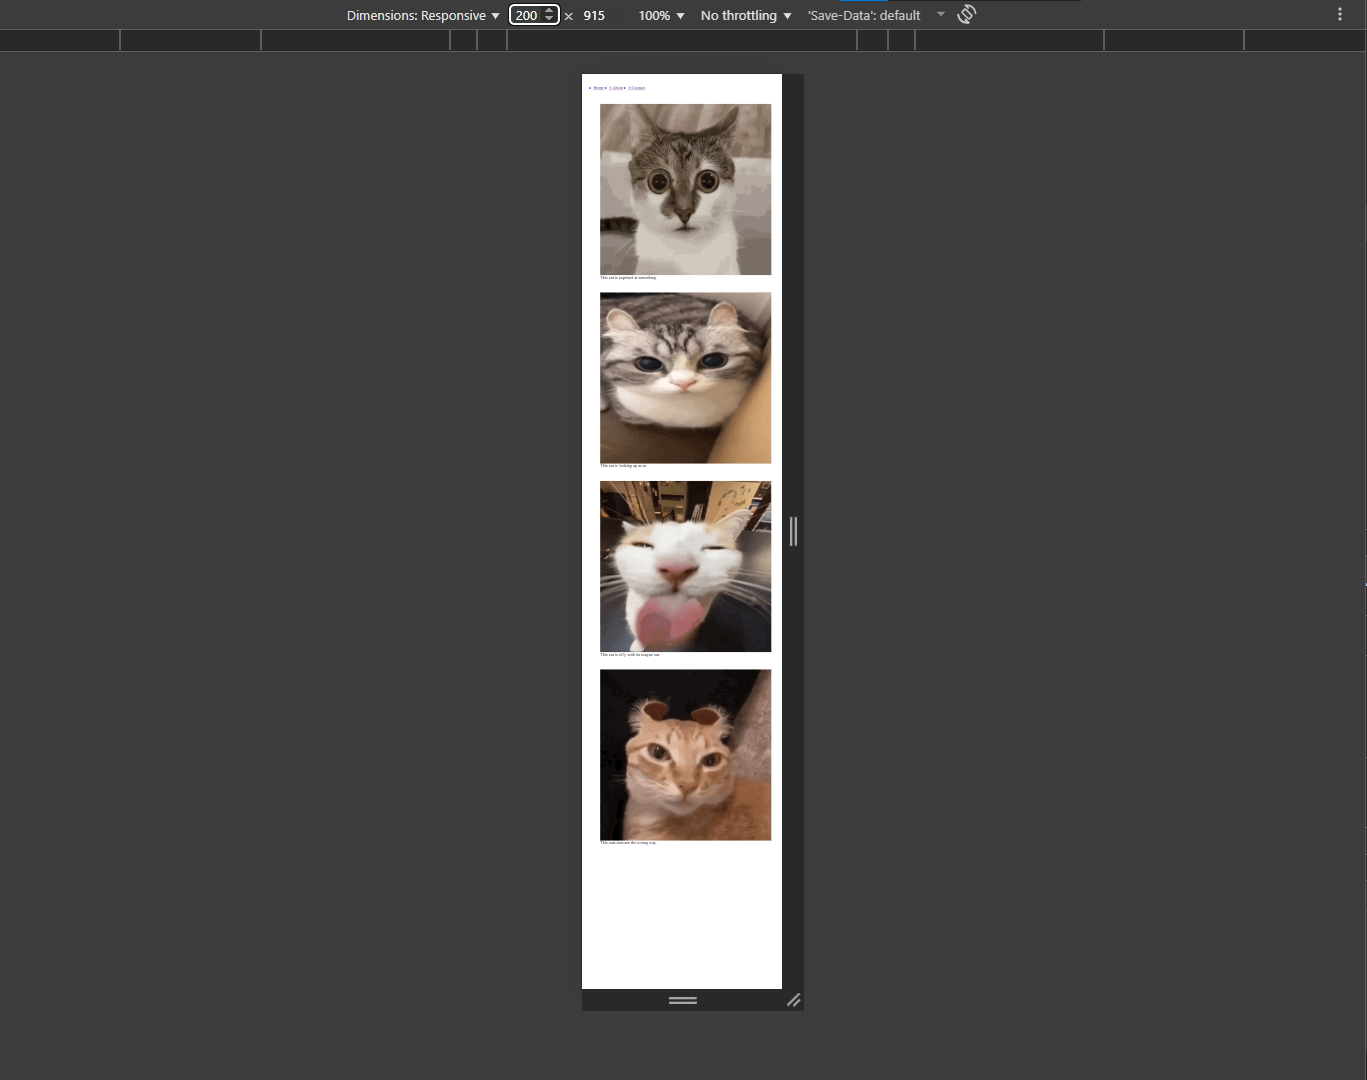 Dimensions: Responsive 200 × 915 100% No throttling 'Save-Data': default
Home About Contact
This cat is suprised at something
This cat is looking up at us
This cat is silly with its tongue out
This cats ears are the wrong way